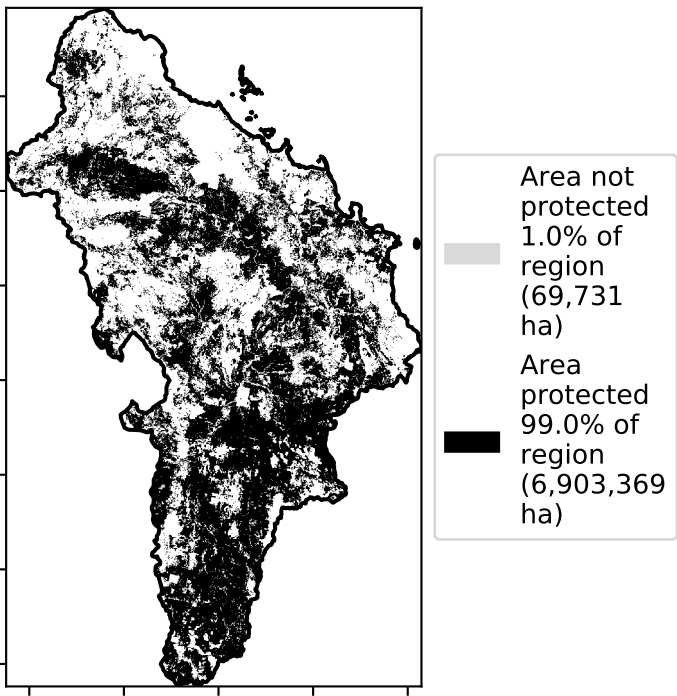 Area not
protected
1.0% of
region
(69,731
ha)
Area
protected
99.0% of
region
(6,903,369
ha)